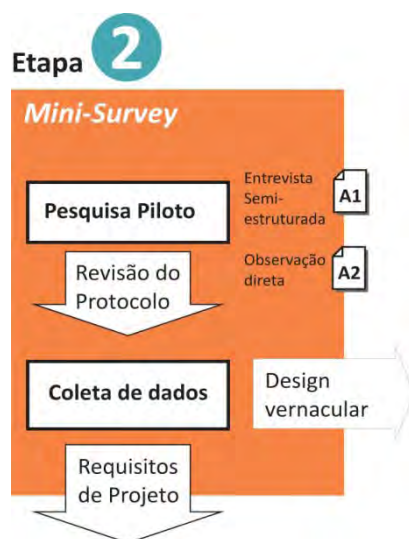 Etapa 2
Mini-Survey
Pesquisa Piloto
Entrevista
Semi-
estruturada
A1
Observação
direta
A2
Revisão do
Protocolo
Coleta de dados
Design
vernacular
Requisitos
de Projeto